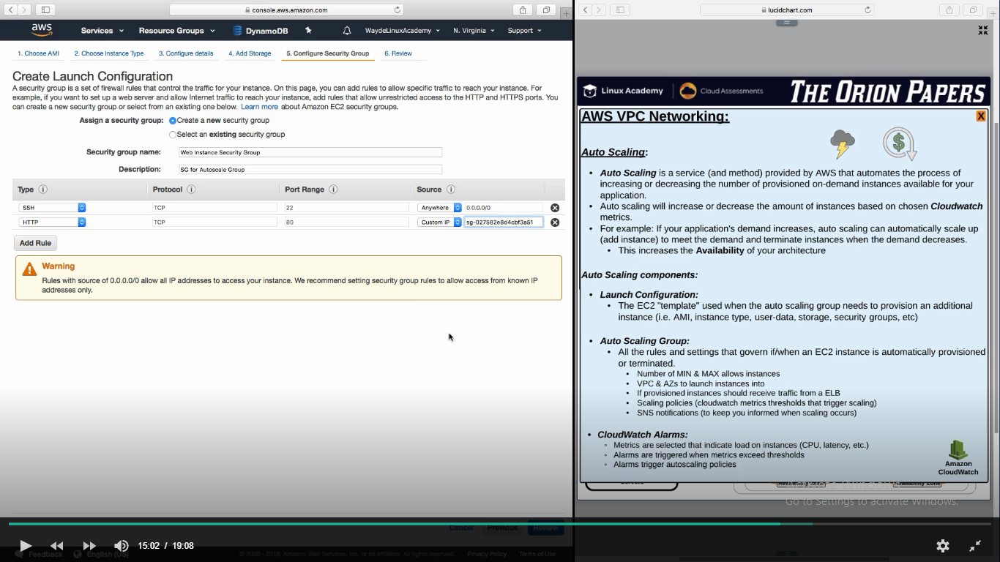 console.aws.amazon.com
aws
Services
Resource Groups
DynamoDB
WaydeLinuxAcademy
N. Virginia
Support
1. Choose AMI
2. Choose Instance Type
3. Configure details
4. Add Storage
5. Configure Security Group
6. Review
Create Launch Configuration
A security group is a set of firewall rules that control the traffic for your instance. On this page, you can add rules to allow specific traffic to reach your instance. For
example, if you want to set up a web server and allow Internet traffic to reach your instance, add rules that allow unrestricted access to the HTTP and HTTPS ports. You
can create a new security group or select from an existing one below. Learn more about Amazon EC2 security groups.
Assign a security group:
Create a new security group
Select an existing security group
Security group name:
Web Instance Security Group
Description:
SG for Autoscale Group
Type
Protocol
Port Range
Source
SSH
TCP
22
Anywhere
0.0.0.0/0
HTTP
TCP
80
Custom IP
sg-027582e8d4cbf3a51
Add Rule
Warning
Rules with source of 0.0.0.0/0 allow all IP addresses to access your instance. We recommend setting security group rules to allow access from known IP
addresses only.
Cancel
Previous
Review
15:02 / 19:08
Feedback
English (US)
© 2008 - 2018, Amazon Web Services, Inc. or its affiliates. All rights reserved.
Privacy Policy
Terms of Use
lucidchart.com
Linux Academy
Cloud Assessments
THE ORION PAPERS
AWS VPC Networking:
X
Auto Scaling:
• Auto Scaling is a service (and method) provided by AWS that automates the process of
increasing or decreasing the number of provisioned on-demand instances available for your
application.
• Auto scaling will increase or decrease the amount of instances based on chosen Cloudwatch
metrics.
• For example: If your application's demand increases, auto scaling can automatically scale up
(add instance) to meet the demand and terminate instances when the demand decreases.
• This increases the Availability of your architecture
Auto Scaling components:
• Launch Configuration:
• The EC2 "template" used when the auto scaling group needs to provision an additional
instance (i.e. AMI, instance type, user-data, storage, security groups, etc)
• Auto Scaling Group:
• All the rules and settings that govern if/when an EC2 instance is automatically provisioned
or terminated.
• Number of MIN & MAX allows instances
• VPC & AZs to launch instances into
• If provisioned instances should receive traffic from a ELB
• Scaling policies (cloudwatch metrics thresholds that trigger scaling)
• SNS notifications (to keep you informed when scaling occurs)
• CloudWatch Alarms:
◦ Metrics are selected that indicate load on instances (CPU, latency, etc.)
◦ Alarms are triggered when metrics exceed thresholds
◦ Alarms trigger autoscaling policies
Amazon
CloudWatch
Go to Settings to activate Windows.